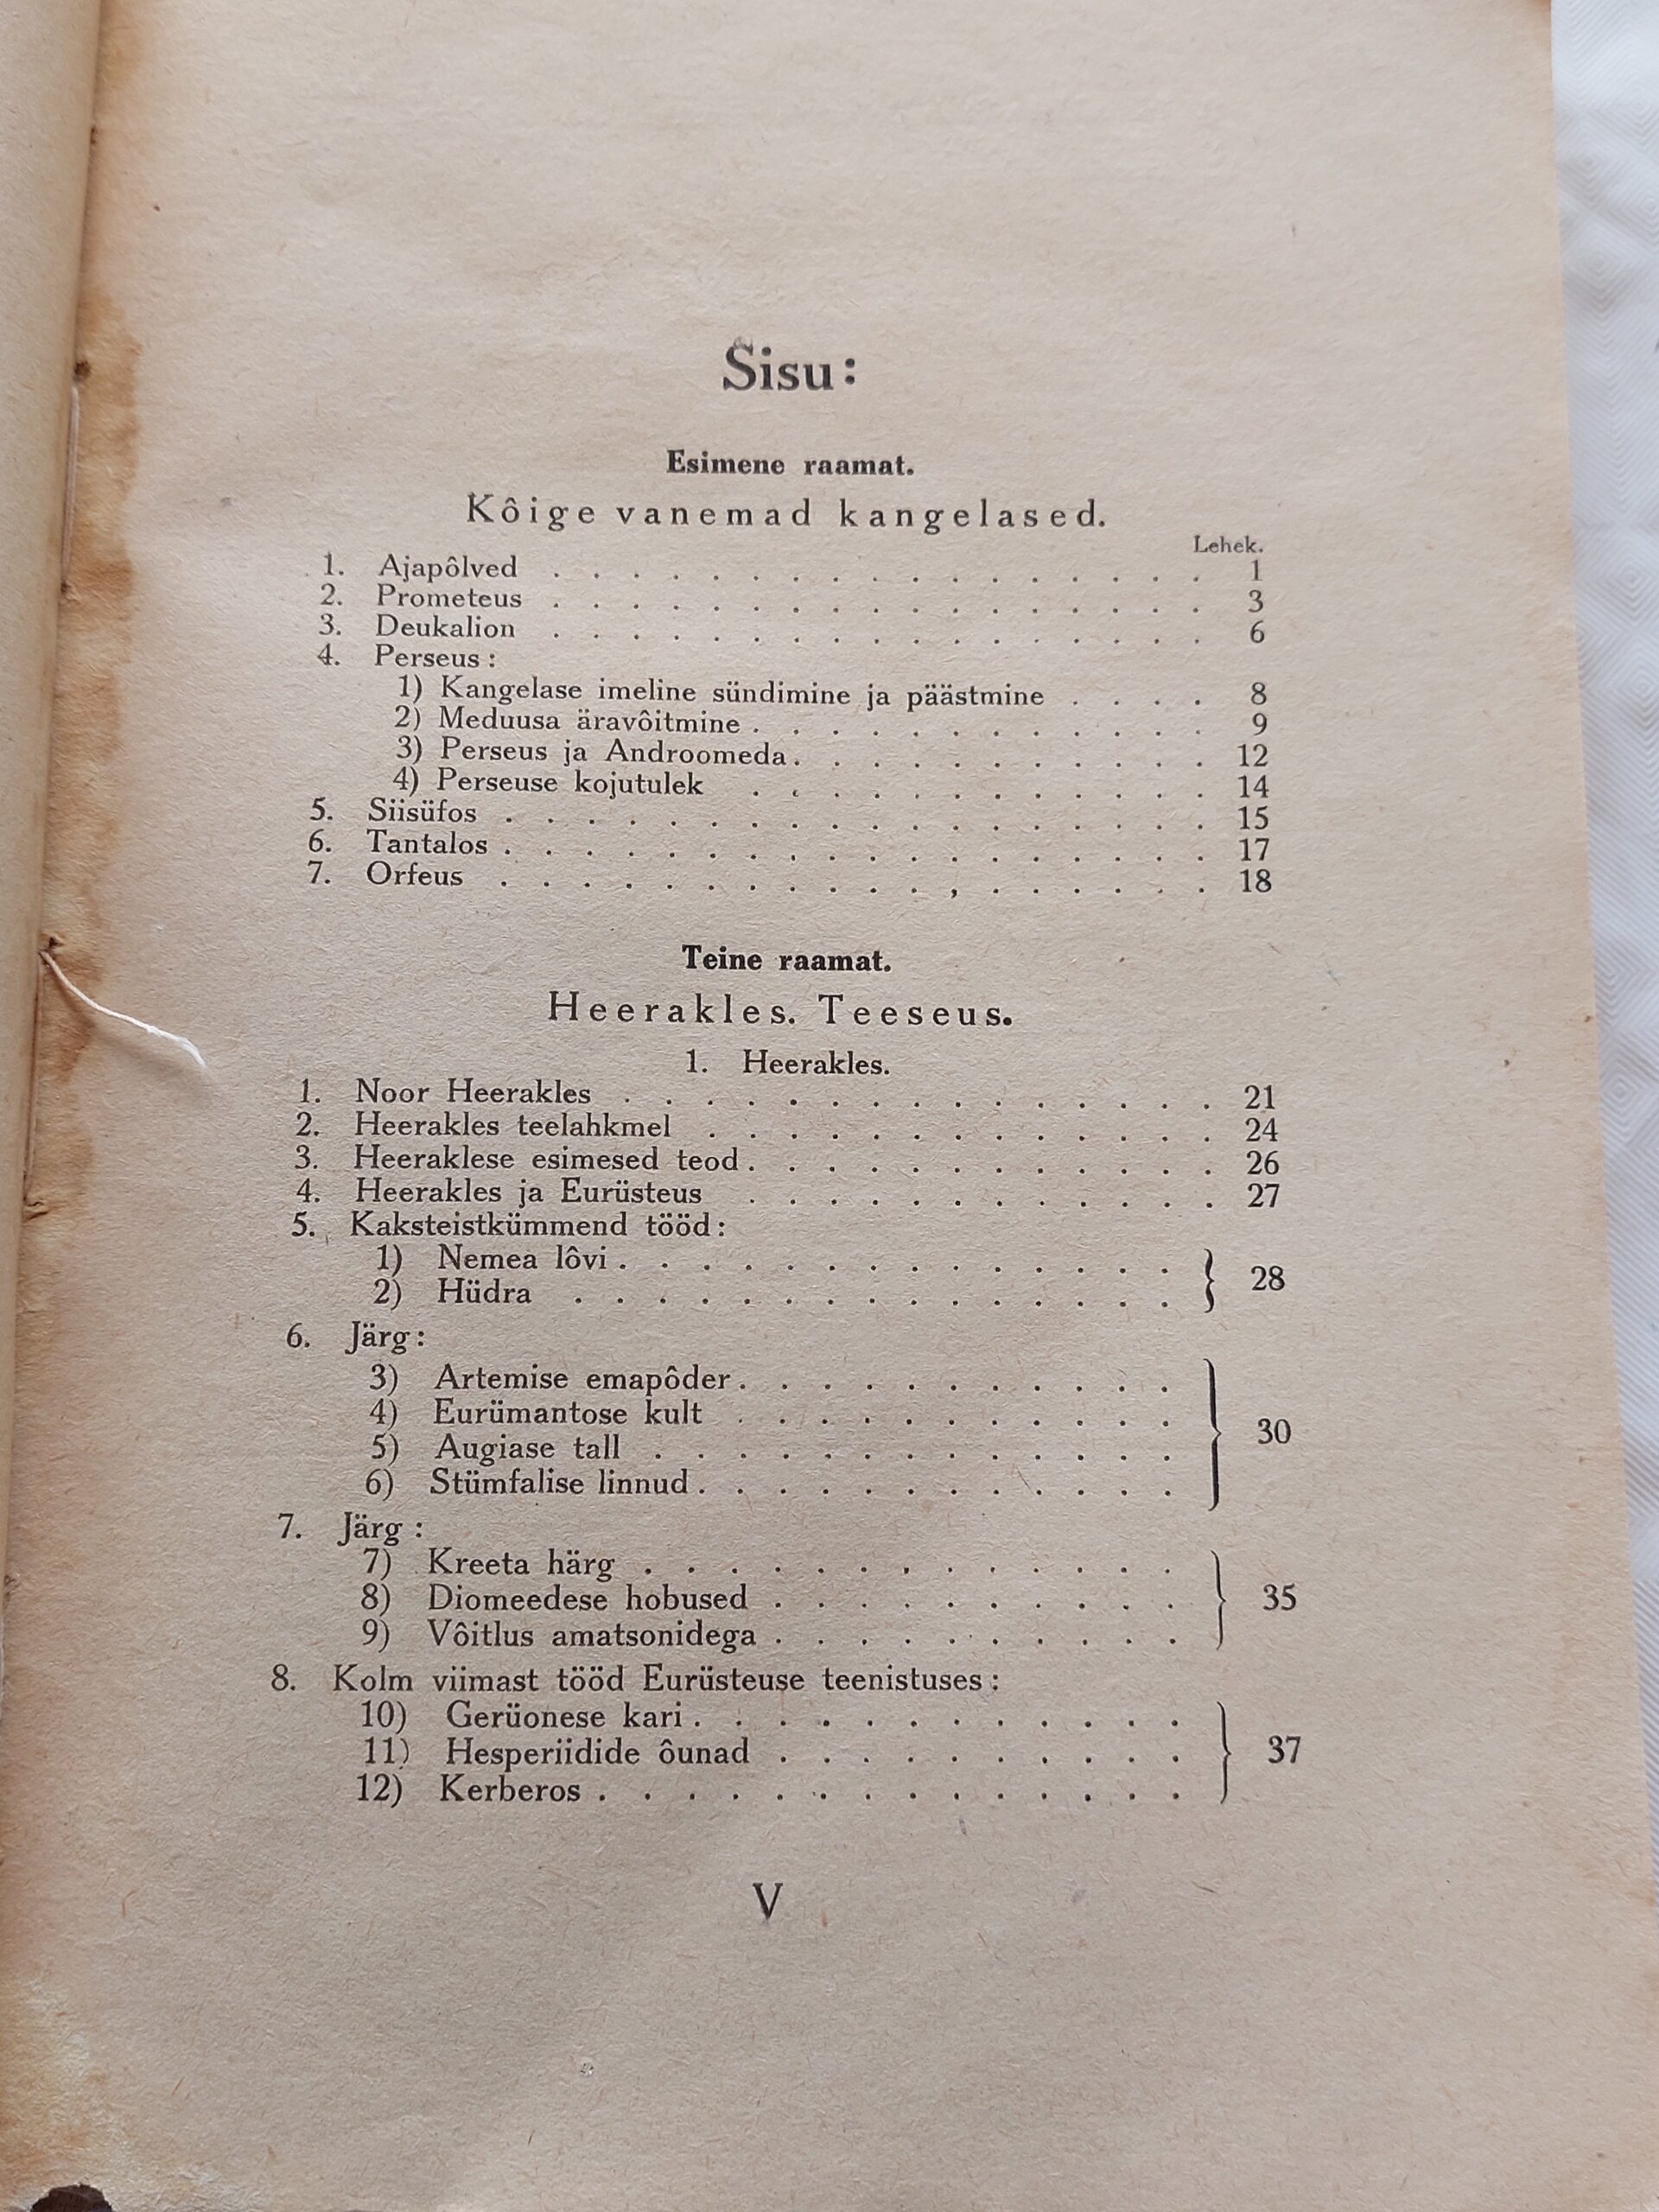 Sisu:
Esimene raamat.
Kôige vanemad kangelased.
Lehek.
1. Ajapôlved . . . . . . . . . . . . . . . . . 1
2. Prometeus . . . . . . . . . . . . . . . . . 3
3. Deukalion . . . . . . . . . . . . . . . . . 6
4. Perseus:
1) Kangelase imeline sündimine ja päästmine . . . . 8
2) Meduusa äravôitmine . . . . . . . . . . . . 9
3) Perseus ja Androomeda . . . . . . . . . . . 12
4) Perseuse kojutulek . . . . . . . . . . . . 14
5. Siisüfos . . . . . . . . . . . . . . . . . . 15
6. Tantalos . . . . . . . . . . . . . . . . . . 17
7. Orfeus . . . . . . . . . . . . . . . . . . 18
Teine raamat.
Heerakles. Teeseus.
1. Heerakles.
1. Noor Heerakles . . . . . . . . . . . . . . . 21
2. Heerakles teelahkmel . . . . . . . . . . . . . 24
3. Heeraklese esimesed teod . . . . . . . . . . . . 26
4. Heerakles ja Eurüsteus . . . . . . . . . . . . 27
5. Kaksteistkümmend tööd:
1) Nemea lôvi . . . . . . . . . . . . . .
2) Hüdra . . . . . . . . . . . . . . . } 28
6. Järg:
3) Artemise emapôder . . . . . . . . . . .
4) Eurümantose kult . . . . . . . . . . .
5) Augiase tall . . . . . . . . . . . . . } 30
6) Stümfalise linnud . . . . . . . . . . . .
7. Järg:
7) Kreeta härg . . . . . . . . . . . . .
8) Diomeedese hobused . . . . . . . . . . } 35
9) Vôitlus amatsonidega . . . . . . . . . .
8. Kolm viimast tööd Eurüsteuse teenistuses:
10) Gerüonese kari . . . . . . . . . . . .
11) Hesperiidide ôunad . . . . . . . . . . } 37
12) Kerberos . . . . . . . . . . . . . .
V